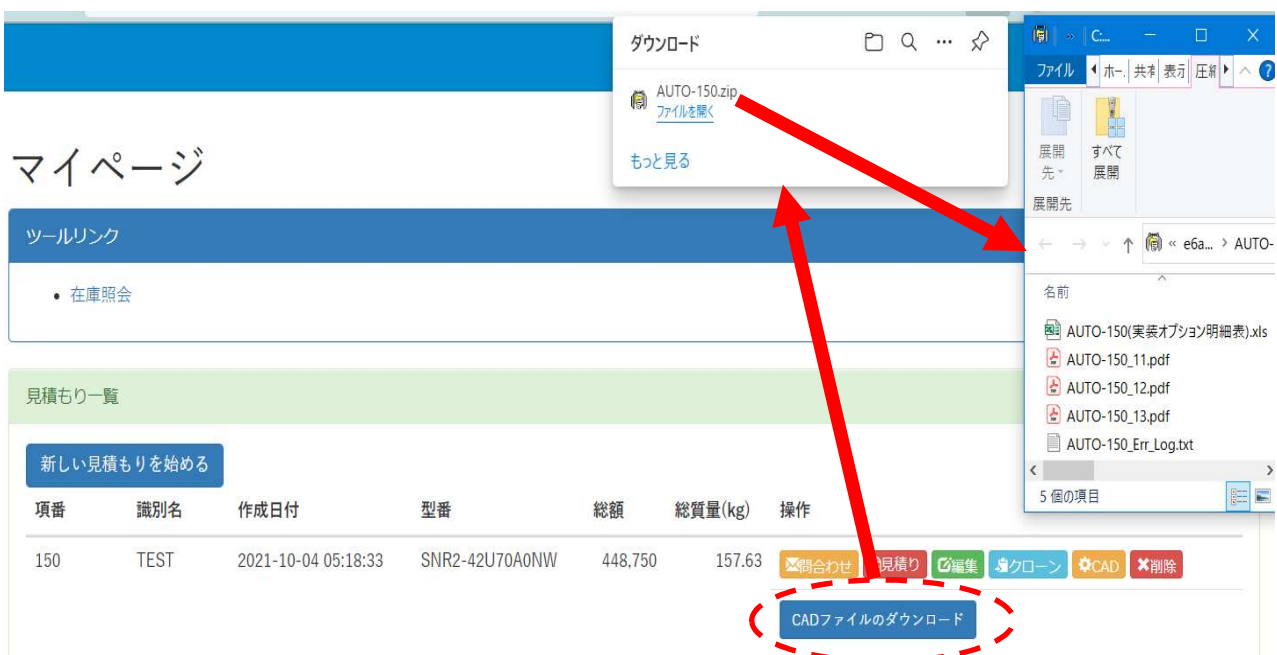 ダウンロード
AUTO-150.zip
ファイルを開く
もっと見る
C:...
ファイル
ホー.
共有
表示
展開先
すべて展開
展開先
« e6a... > AUTO-
名前
AUTO-150(実装オプション明細表).xls
AUTO-150_11.pdf
AUTO-150_12.pdf
AUTO-150_13.pdf
AUTO-150_Err_Log.txt
5 個の項目
マイページ
ツールリンク
• 在庫照会
見積もり一覧
新しい見積もりを始める
項番 識別名 作成日付 型番 総額 総質量(kg) 操作
150 TEST 2021-10-04 05:18:33 SNR2-42U70A0NW 448,750 157.63 問合わせ 見積り 編集 クローン CAD 削除
CADファイルのダウンロード